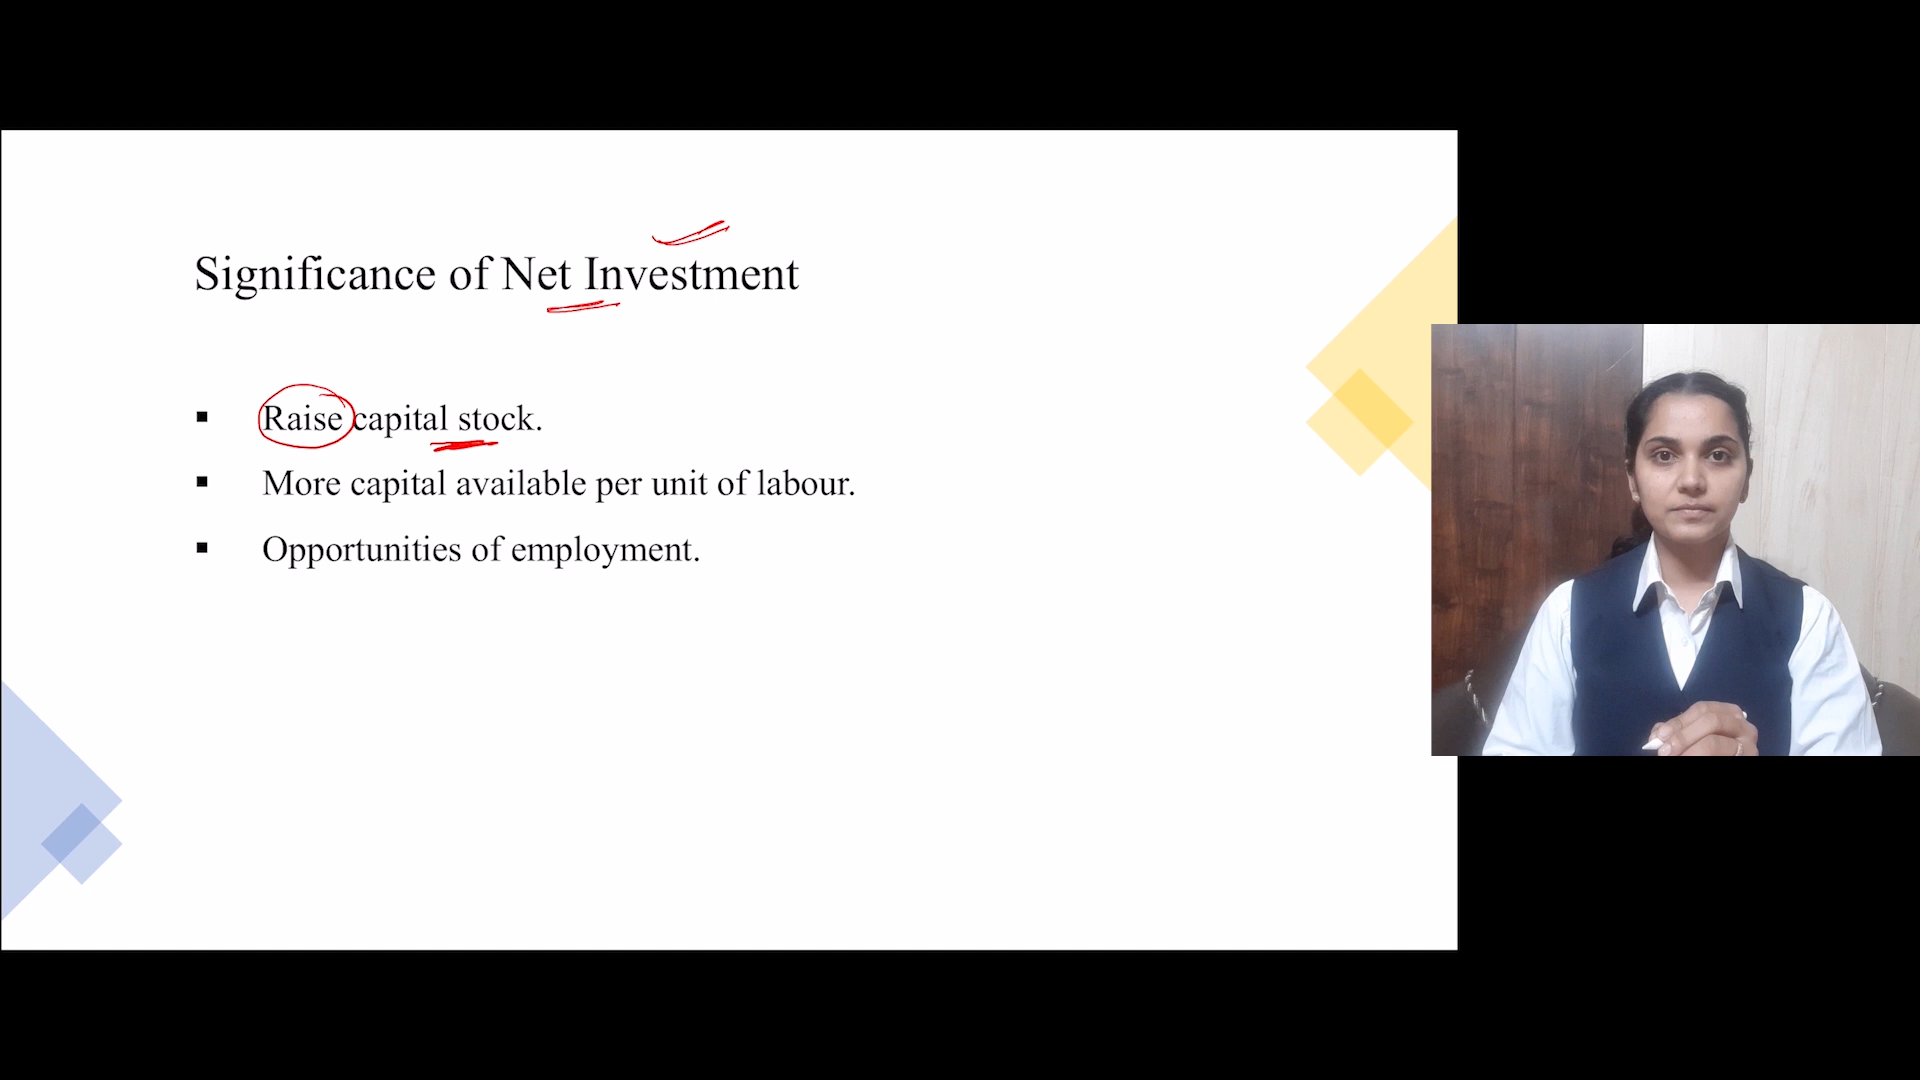 Significance of Net Investment
Raise capital stock.
More capital available per unit of labour.
Opportunities of employment.